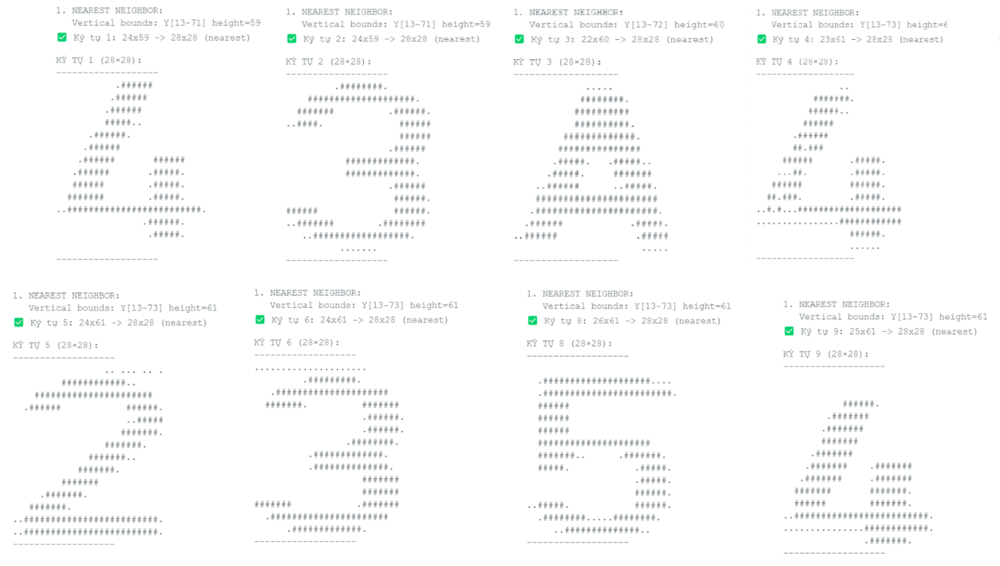 1. NEAREST NEIGHBOR:
Vertical bounds: Y[13-71] height=59
✅ Ký tự 1: 24x59 -> 28x28 (nearest)
KÝ TỰ 1 (28×28):
4
1. NEAREST NEIGHBOR:
Vertical bounds: Y[13-71] height=59
✅ Ký tự 2: 24x59 -> 28x28 (nearest)
KÝ TỰ 2 (28×28):
3
1. NEAREST NEIGHBOR:
Vertical bounds: Y[13-72] height=60
✅ Ký tự 3: 22x60 -> 28x28 (nearest)
KÝ TỰ 3 (28×28):
A
1. NEAREST NEIGHBOR:
Vertical bounds: Y[13-73] height=6
✅ Ký tự 4: 23x61 -> 28x28 (nearest)
KÝ TỰ 4 (28×28):
4
1. NEAREST NEIGHBOR:
Vertical bounds: Y[13-73] height=61
✅ Ký tự 5: 24x61 -> 28x28 (nearest)
KÝ TỰ 5 (28×28):
2
1. NEAREST NEIGHBOR:
Vertical bounds: Y[13-73] height=61
✅ Ký tự 6: 24x61 -> 28x28 (nearest)
KÝ TỰ 6 (28×28):
3
1. NEAREST NEIGHBOR:
Vertical bounds: Y[13-73] height=61
✅ Ký tự 8: 26x61 -> 28x28 (nearest)
KÝ TỰ 8 (28×28):
5
1. NEAREST NEIGHBOR:
Vertical bounds: Y[13-73] height=61
✅ Ký tự 9: 25x61 -> 28x28 (nearest)
KÝ TỰ 9 (28×28):
4